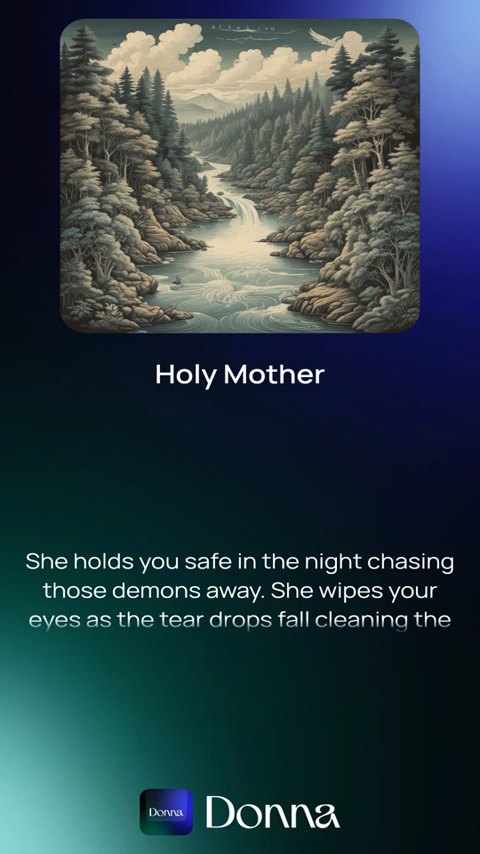 Holy Mother
She holds you safe in the night chasing
those demons away. She wipes your
eyes as the tear drops fall cleaning the
Donna
Donna